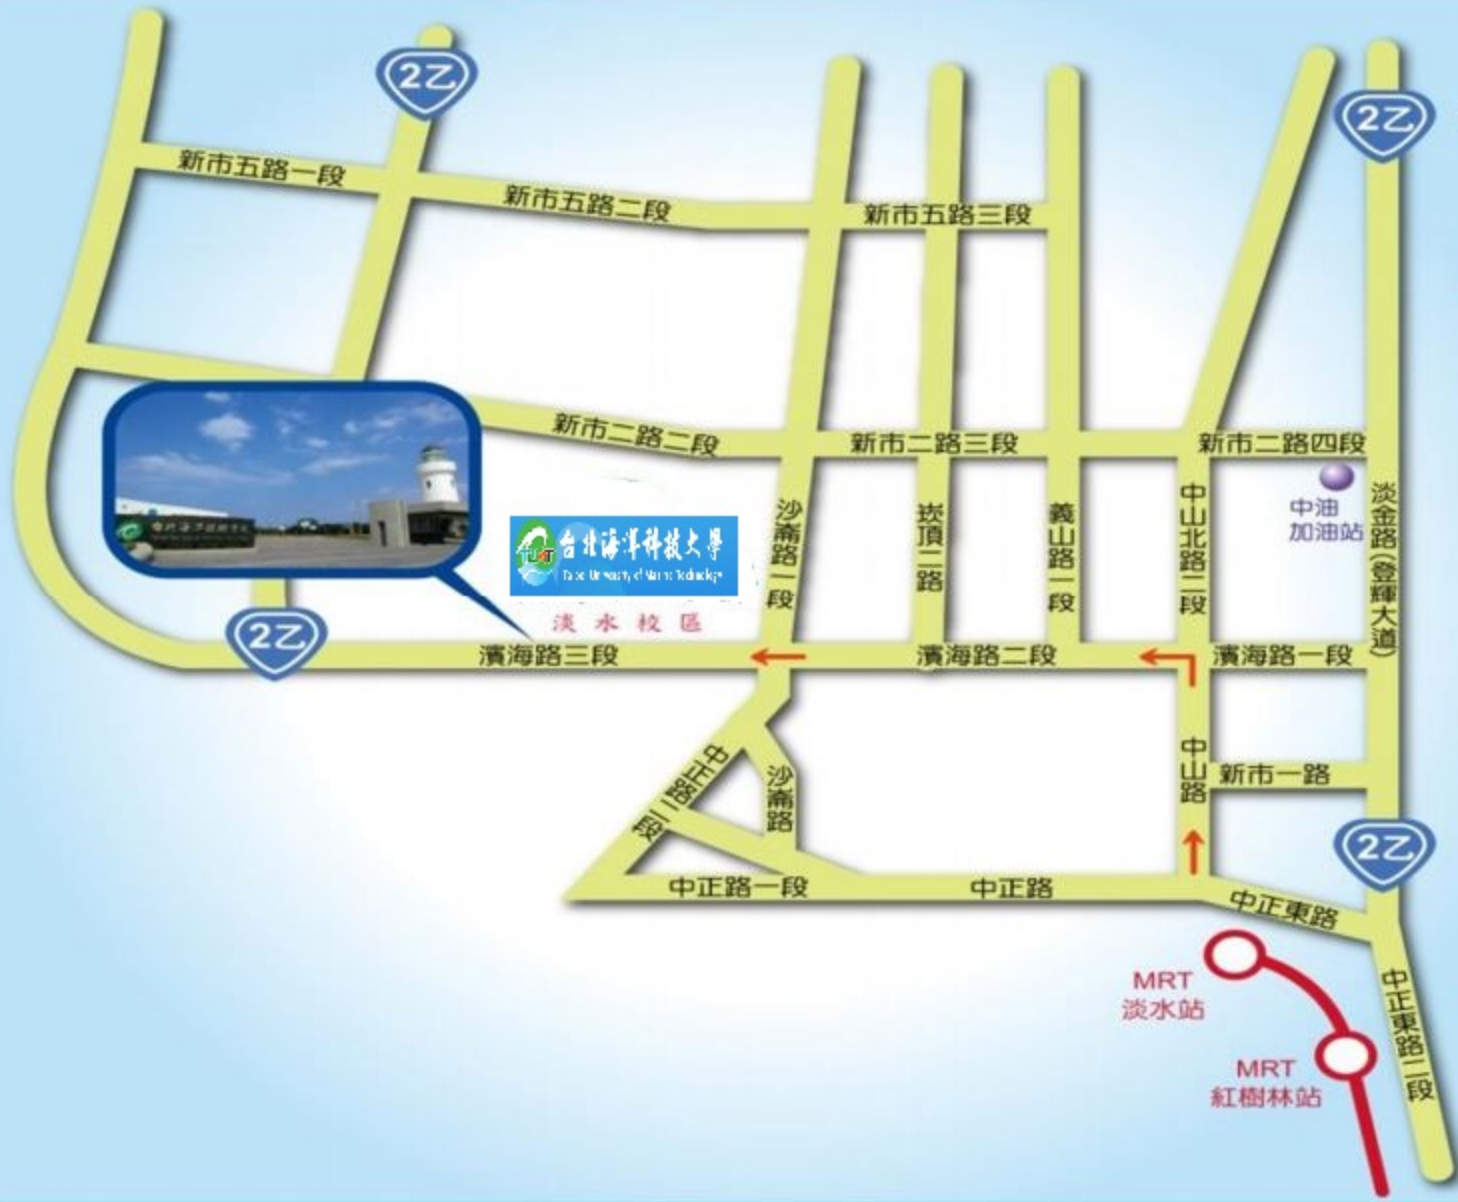 2乙
2乙
新市五路一段
新市五路二段
新市五路三段
新市二路二段
新市二路三段
新市二路四段
中油
加油站
沙崙路一段
崁頂二路
義山路一段
中山北路二段
淡金路(登輝大道)
台北海洋科技大學
Taipei University of Marine Technology
淡水校區
2乙
濱海路三段
濱海路二段
濱海路一段
中正路二段
沙崙路
中山路
新市一路
2乙
中正路一段
中正路
中正東路
MRT
淡水站
中正東路二段
MRT
紅樹林站